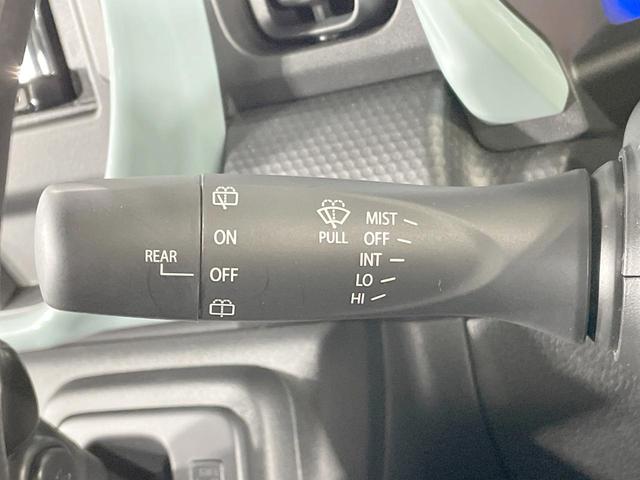 REAR
ON
OFF
PULL
MIST
OFF
INT
LO
HI